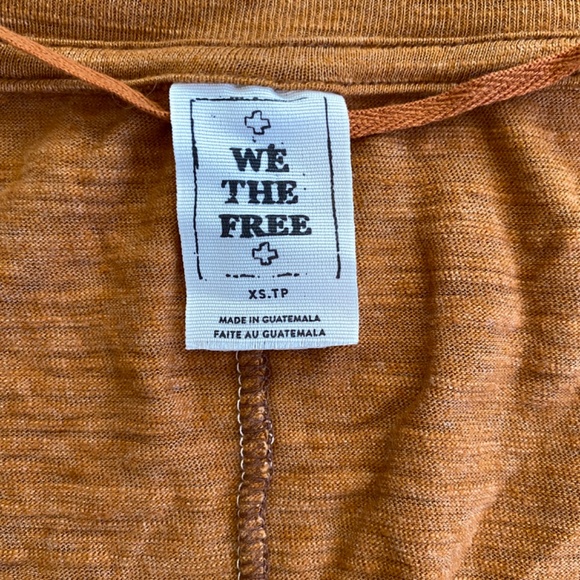 WE
THE
FREE
XS.TP
MADE IN GUATEMALA
FAITE AU GUATEMALA